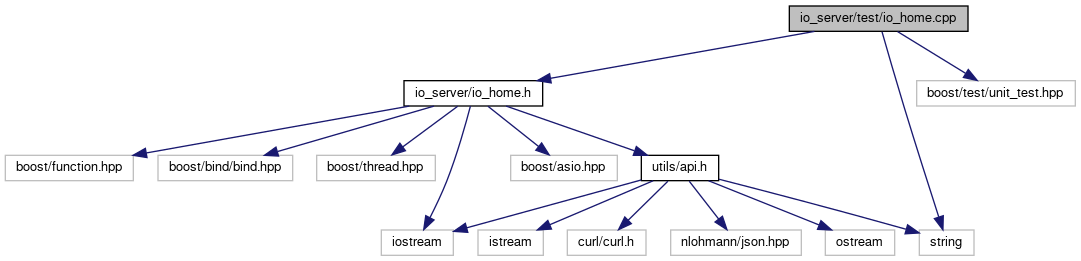 io_server/test/io_home.cpp
io_server/io_home.h
boost/test/unit_test.hpp
boost/function.hpp
boost/bind/bind.hpp
boost/thread.hpp
boost/asio.hpp
utils/api.h
iostream
istream
curl/curl.h
nlohmann/json.hpp
ostream
string